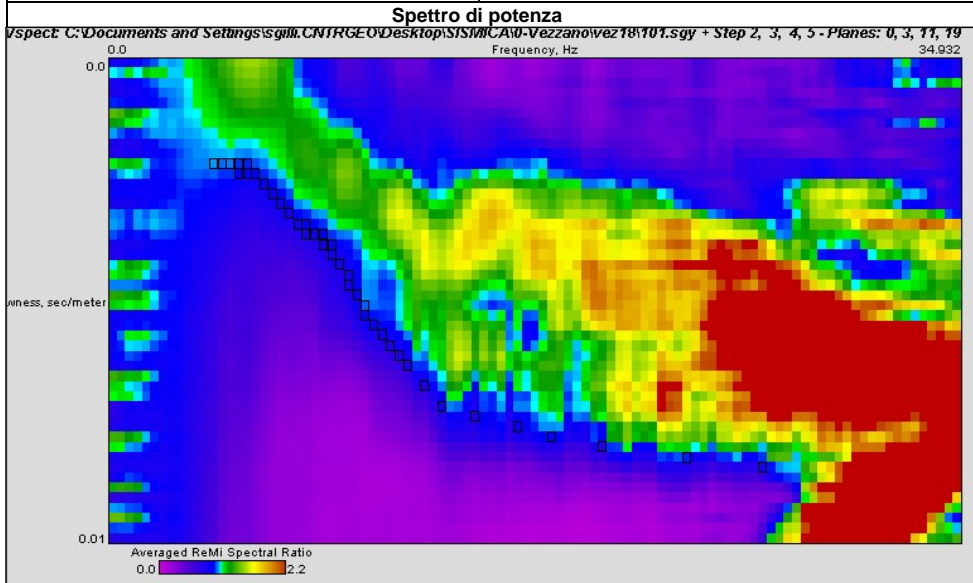 Spettro di potenza
Vspect: C:\Documents and Settings\sgilli.CNTRGEO\Desktop\SISMICA\0-Vezzano\vez18\101.sgy + Step 2, 3, 4, 5 - Planes: 0, 3, 11, 19
0.0 Frequency, Hz 34.932
0.0
wness, sec/meter
0.01
Averaged ReMi Spectral Ratio
0.0 2.2